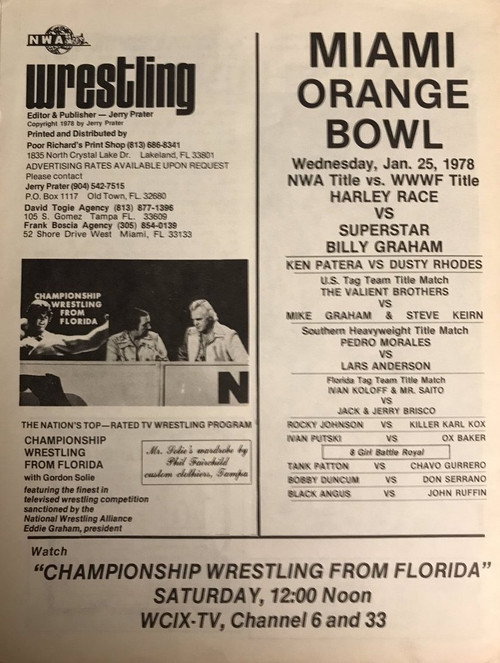 NWA
wrestling
Editor & Publisher — Jerry Prater
Copyright 1978 by Jerry Prater
Printed and Distributed by
Poor Richard's Print Shop (813) 686-8341
1835 North Crystal Lake Dr. Lakeland, FL 33801
ADVERTISING RATES AVAILABLE UPON REQUEST
Please contact
Jerry Prater (904) 542-7515
P.O. Box 1117 Old Town, FL 32680
David Togie Agency (813) 877-1396
105 S. Gomez Tampa FL. 33609
Frank Boscia Agency (305) 854-0139
52 Shore Drive West Miami, FL 33133
CHAMPIONSHIP
WRESTLING
FROM
FLORIDA
N
THE NATION'S TOP—RATED TV WRESTLING PROGRAM
CHAMPIONSHIP
WRESTLING
FROM FLORIDA
with Gordon Solie
featuring the finest in
televised wrestling competition
sanctioned by the
National Wrestling Alliance
Eddie Graham, president
Mr. Solie's wardrobe by
Phil Fairchild
custom clothiers, Tampa
MIAMI
ORANGE
BOWL
Wednesday, Jan. 25, 1978
NWA Title vs. WWWF Title
HARLEY RACE
VS
SUPERSTAR
BILLY GRAHAM
KEN PATERA VS DUSTY RHODES
U.S. Tag Team Title Match
THE VALIENT BROTHERS
VS
MIKE GRAHAM & STEVE KEIRN
Southern Heavyweight Title Match
PEDRO MORALES
VS
LARS ANDERSON
Florida Tag Team Title Match
IVAN KOLOFF & MR. SAITO
VS
JACK & JERRY BRISCO
ROCKY JOHNSON VS KILLER KARL KOX
IVAN PUTSKI VS OX BAKER
8 Girl Battle Royal
TANK PATTON VS CHAVO GURRERO
BOBBY DUNCUM VS DON SERRANO
BLACK ANGUS VS JOHN RUFFIN
Watch
"CHAMPIONSHIP WRESTLING FROM FLORIDA"
SATURDAY, 12:00 Noon
WCIX-TV, Channel 6 and 33